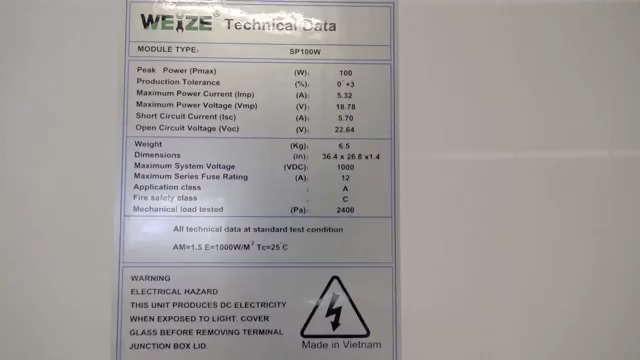 WEIZE® Technical Data
MODULE TYPE: SP100W
Peak Power (Pmax) (W): 100
Production Tolerance (%): 0~+3
Maximum Power Current (Imp) (A): 5.32
Maximum Power Voltage (Vmp) (V): 18.78
Short Circuit Current (Isc) (A): 5.70
Open Circuit Voltage (Voc) (V): 22.64
Weight (Kg): 6.5
Dimensions (in): 36.4 x 26.8 x1.4
Maximum System Voltage (VDC): 1000
Maximum Series Fuse Rating (A): 12
Application class : A
Fire safety class : C
Mechanical load tested (Pa): 2400
All technical data at standard test condition
AM=1.5 E=1000W/M² Tc=25°C
WARNING
ELECTRICAL HAZARD
THIS UNIT PRODUCES DC ELECTRICITY
WHEN EXPOSED TO LIGHT. COVER
GLASS BEFORE REMOVING TERMINAL
JUNCTION BOX LID.
Made in Vietnam